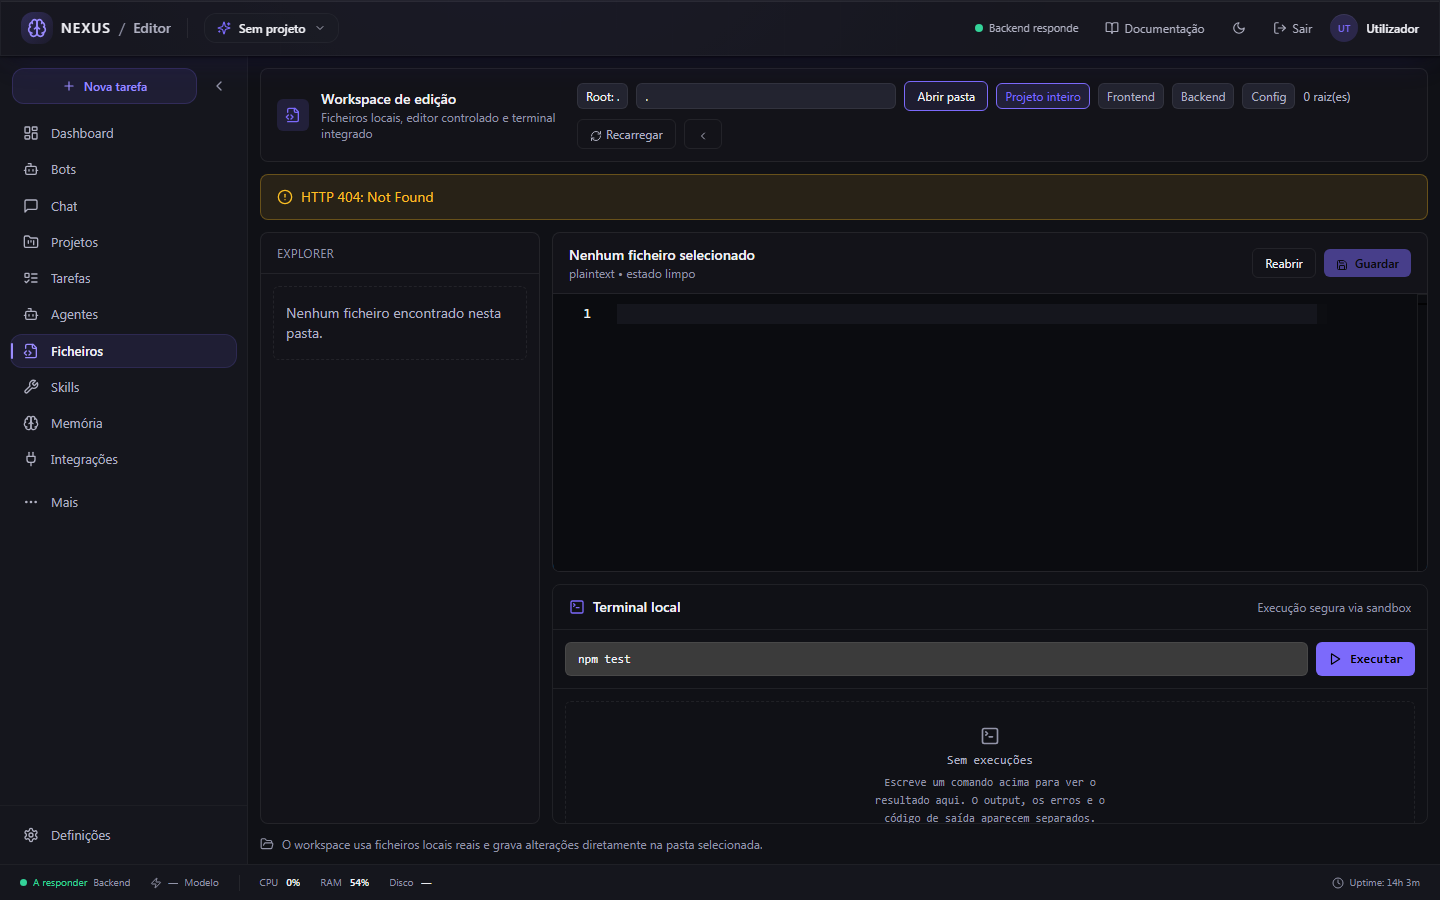 NEXUS / Editor
Sem projeto
Backend responde
Documentação
Sair
UT
Utilizador
Nova tarefa
Dashboard
Bots
Chat
Projetos
Tarefas
Agentes
Ficheiros
Skills
Memória
Integrações
Mais
Definições
Workspace de edição
Ficheiros locais, editor controlado e terminal
integrado
Root: .
.
Abrir pasta
Projeto inteiro
Frontend
Backend
Config
0 raiz(es)
Recarregar
HTTP 404: Not Found
EXPLORER
Nenhum ficheiro encontrado nesta
pasta.
Nenhum ficheiro selecionado
plaintext • estado limpo
Reabrir
Guardar
1
Terminal local
Execução segura via sandbox
npm test
Executar
Sem execuções
Escreve um comando acima para ver o
resultado aqui. O output, os erros e o
código de saída aparecem separados.
O workspace usa ficheiros locais reais e grava alterações diretamente na pasta selecionada.
A responder Backend
— Modelo
CPU 0%
RAM 54%
Disco —
Uptime: 14h 3m